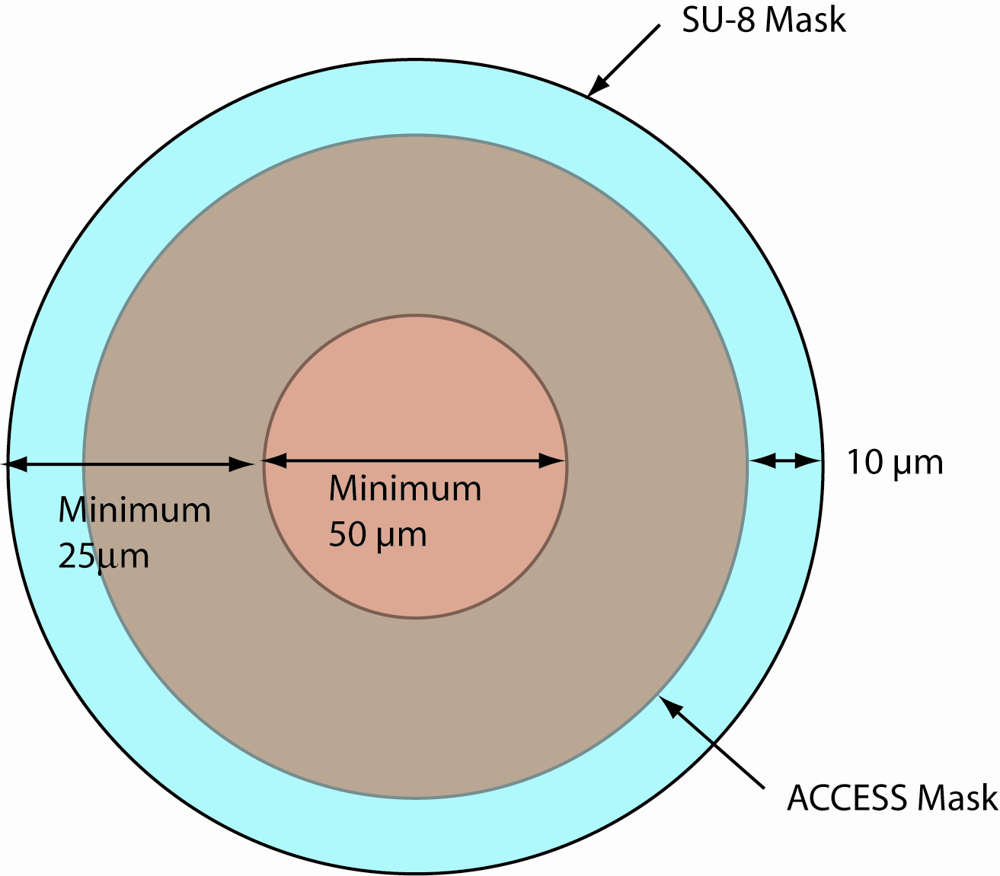 SU-8 Mask
10 µm
Minimum
50 µm
Minimum
25µm
ACCESS Mask